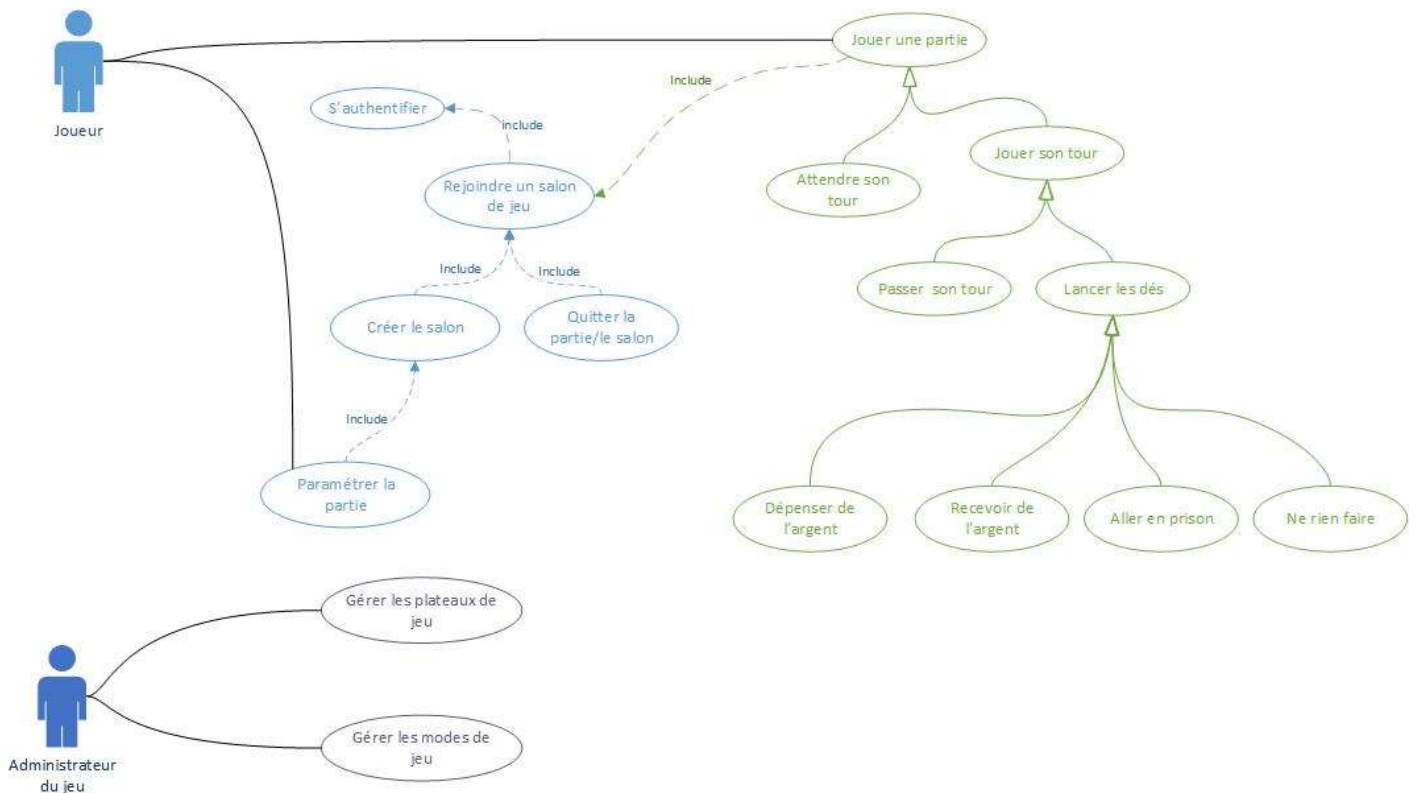 Jouer une partie
Include
S'authentifier
Include
Joueur
Jouer son tour
Attendre son
tour
Rejoindre un salon
de jeu
Include
Include
Passer son tour
Lancer les dés
Créer le salon
Quitter la
partie/le salon
Include
Paramétrer la
partie
Dépenser de
l'argent
Recevoir de
l'argent
Aller en prison
Ne rien faire
Gérer les plateaux de
jeu
Gérer les modes de
jeu
Administrateur
du jeu